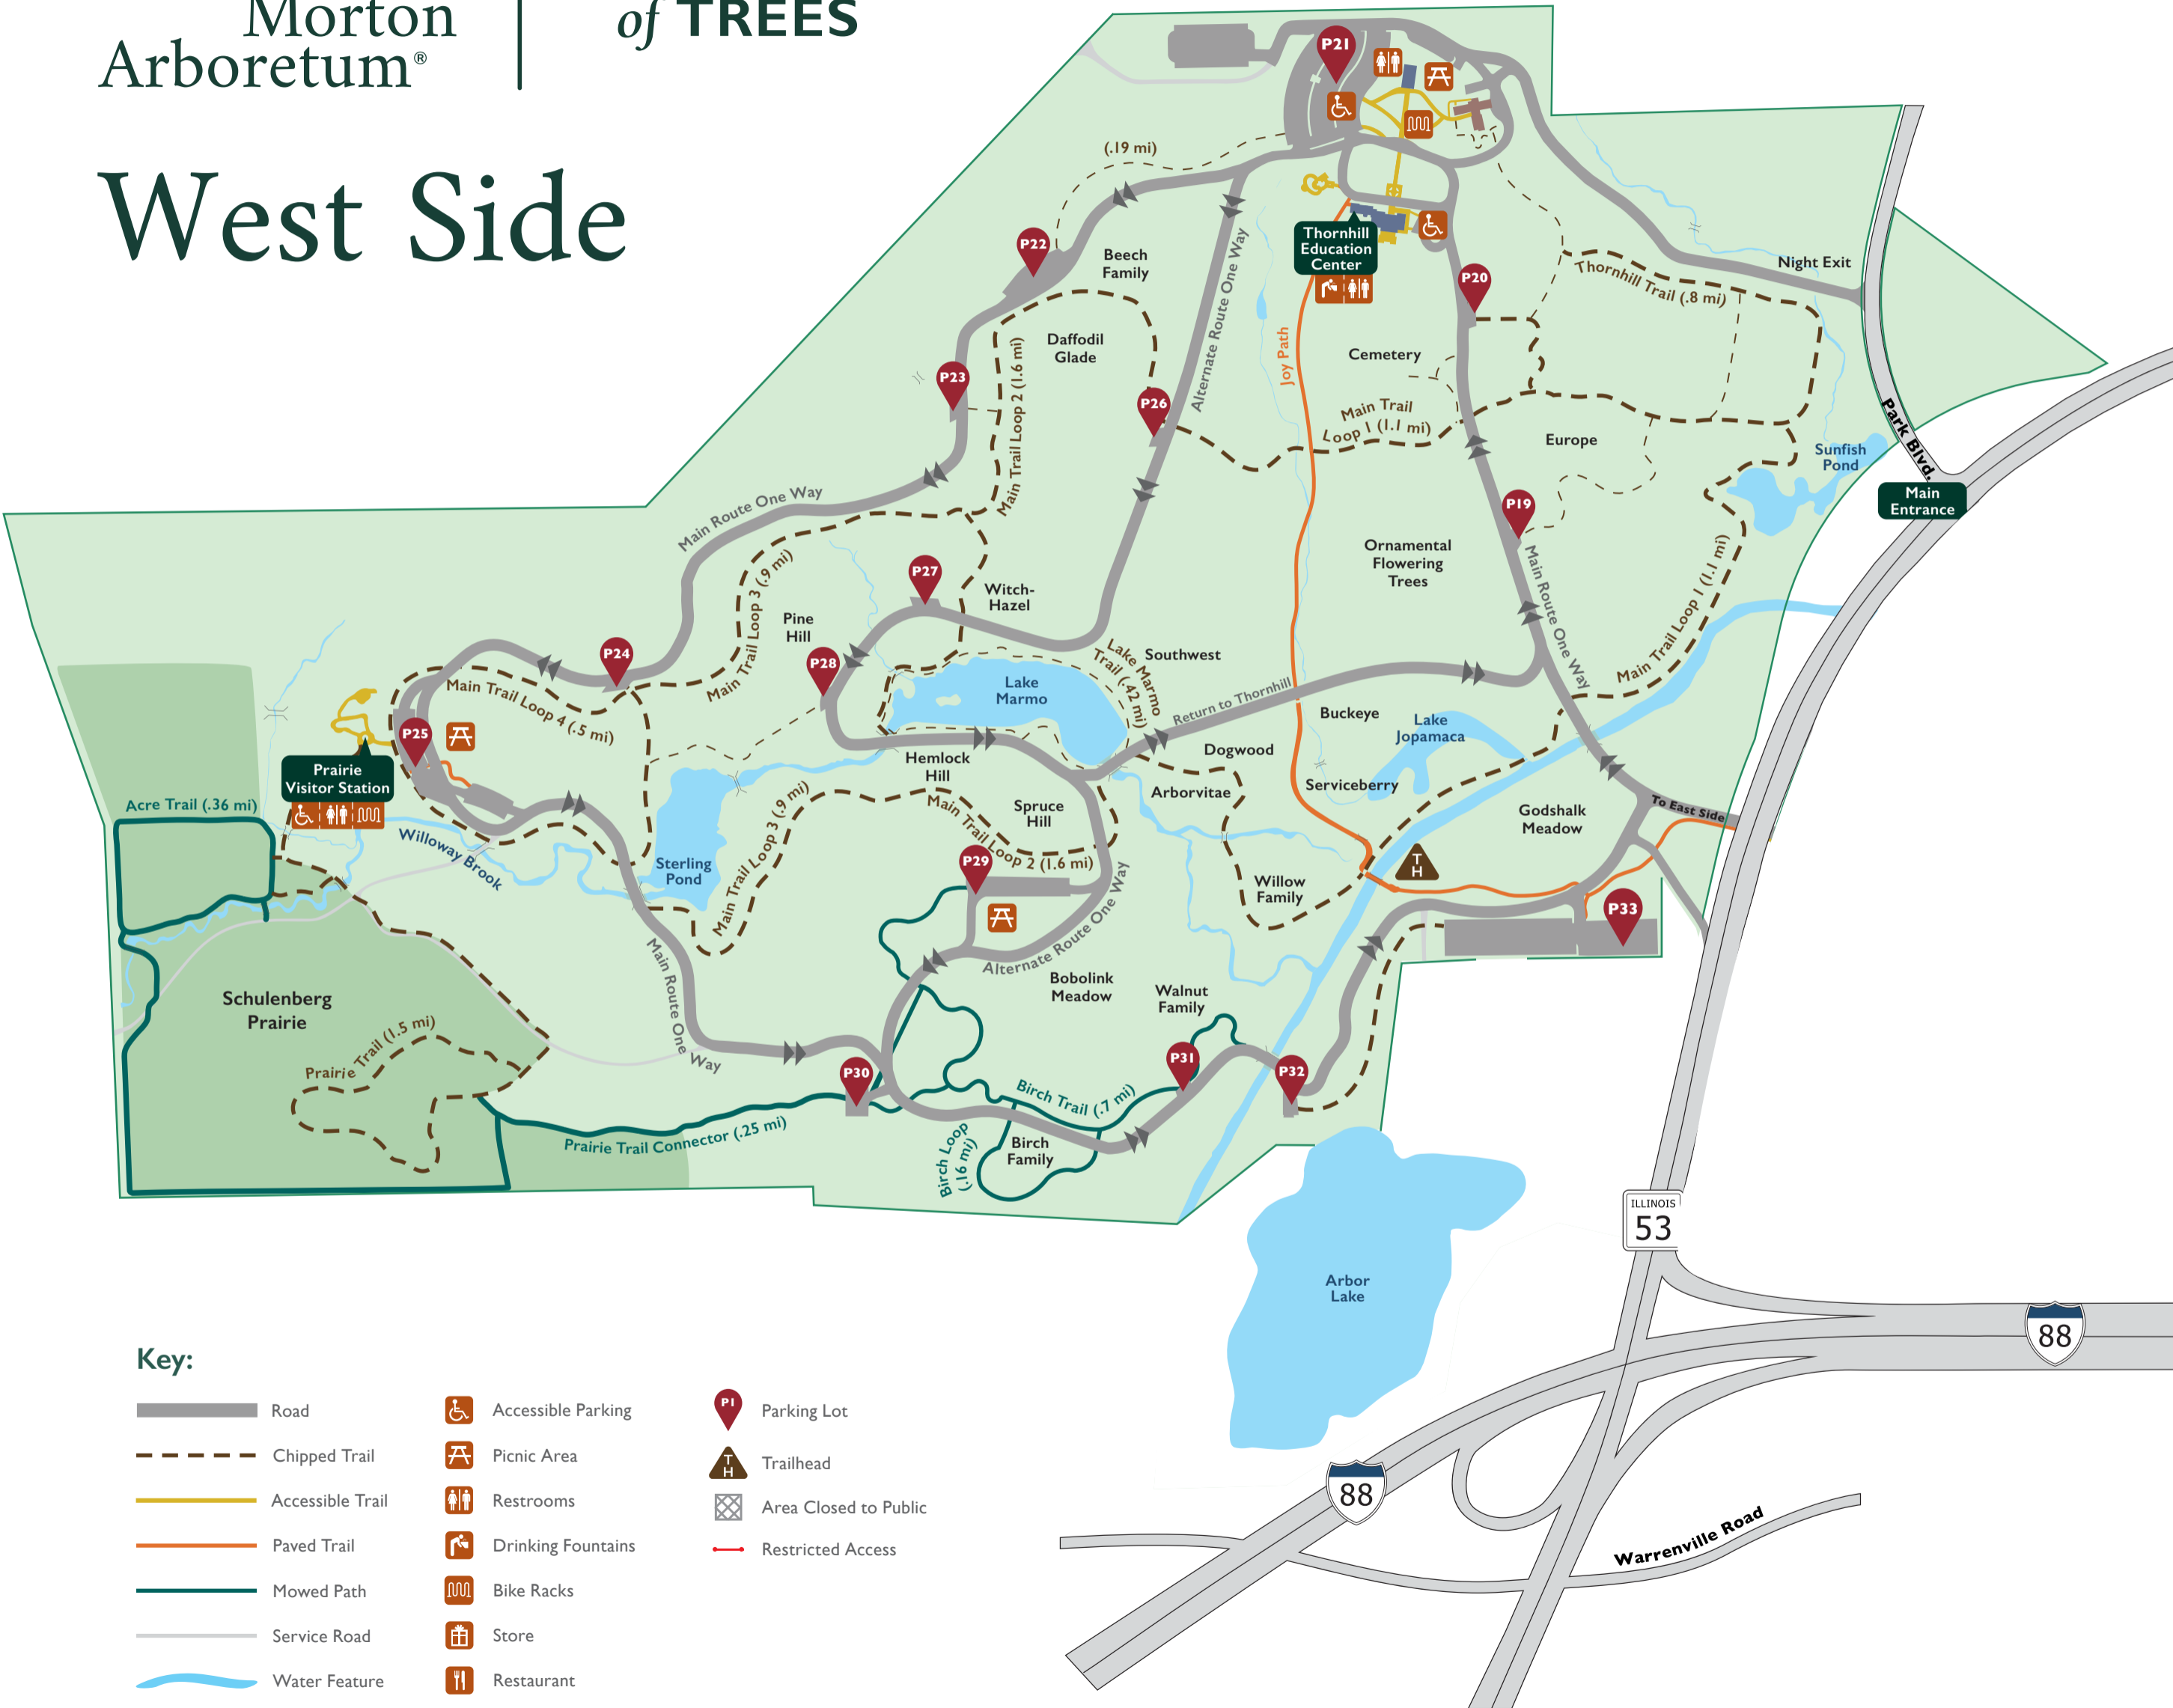 Morton
Arboretum®
of TREES
West Side
P21
(.19 mi)
P22
Beech
Family
Alternate Route One Way
Thornhill
Education
Center
P20
Thornhill Trail (.8 mi)
Night Exit
Daffodil
Glade
Main Trail Loop 2 (1.6 mi)
Joy Path
Cemetery
P23
P26
Main Trail
Loop 1 (1.1 mi)
Europe
Park Blvd.
Sunfish
Pond
Main
Entrance
Main Route One Way
P19
Ornamental
Flowering
Trees
Main Route One Way
Main Trail Loop 1 (1.1 mi)
Main Trail Loop 3 (.9 mi)
P27
Witch-
Hazel
Pine
Hill
P24
P28
Lake Marmo
Trail (.42 mi)
Southwest
Lake
Marmo
Main Trail Loop 4 (.5 mi)
Return to Thornhill
Buckeye
Lake
Jopamaca
P25
Prairie
Visitor Station
Hemlock
Hill
Dogwood
Serviceberry
Arborvitae
Acre Trail (.36 mi)
Willoway Brook
Sterling
Pond
Main Trail Loop 3 (.9 mi)
Main Trail Loop 2 (1.6 mi)
Spruce
Hill
P29
Godshalk
Meadow
To East Side
T
H
Willow
Family
P33
Alternate Route One Way
Main Route One Way
Bobolink
Meadow
Walnut
Family
Schulenberg
Prairie
Prairie Trail (1.5 mi)
P30
P31
P32
Birch Trail (.7 mi)
Prairie Trail Connector (.25 mi)
Birch Loop
(.16 mi)
Birch
Family
Arbor
Lake
ILLINOIS
53
88
88
Warrenville Road
Key:
Road
Chipped Trail
Accessible Trail
Paved Trail
Mowed Path
Service Road
Water Feature
Accessible Parking
Picnic Area
Restrooms
Drinking Fountains
Bike Racks
Store
Restaurant
P1
Parking Lot
T
H
Trailhead
Area Closed to Public
Restricted Access